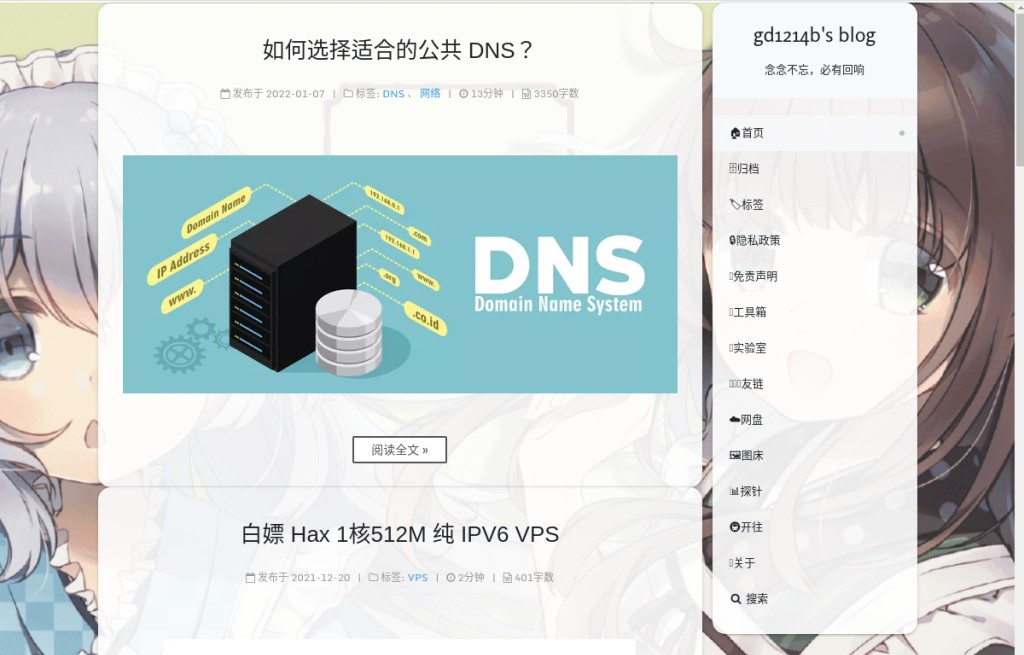 如何选择适合的公共 DNS？
发布于 2022-01-07 | 标签: DNS 、 网络 | 13分钟 | 3350字数
Domain Name
IP Address
www.
192.168.0.1
.com
192.168.1.1
.org
www.
.co.id
DNS
Domain Name System
阅读全文 »
白嫖 Hax 1核512M 纯 IPV6 VPS
发布于 2021-12-20 | 标签: VPS | 2分钟 | 401字数
gd1214b's blog
念念不忘，必有回响
首页
归档
标签
隐私政策
免责声明
工具箱
实验室
友链
网盘
图床
探针
开往
关于
搜索